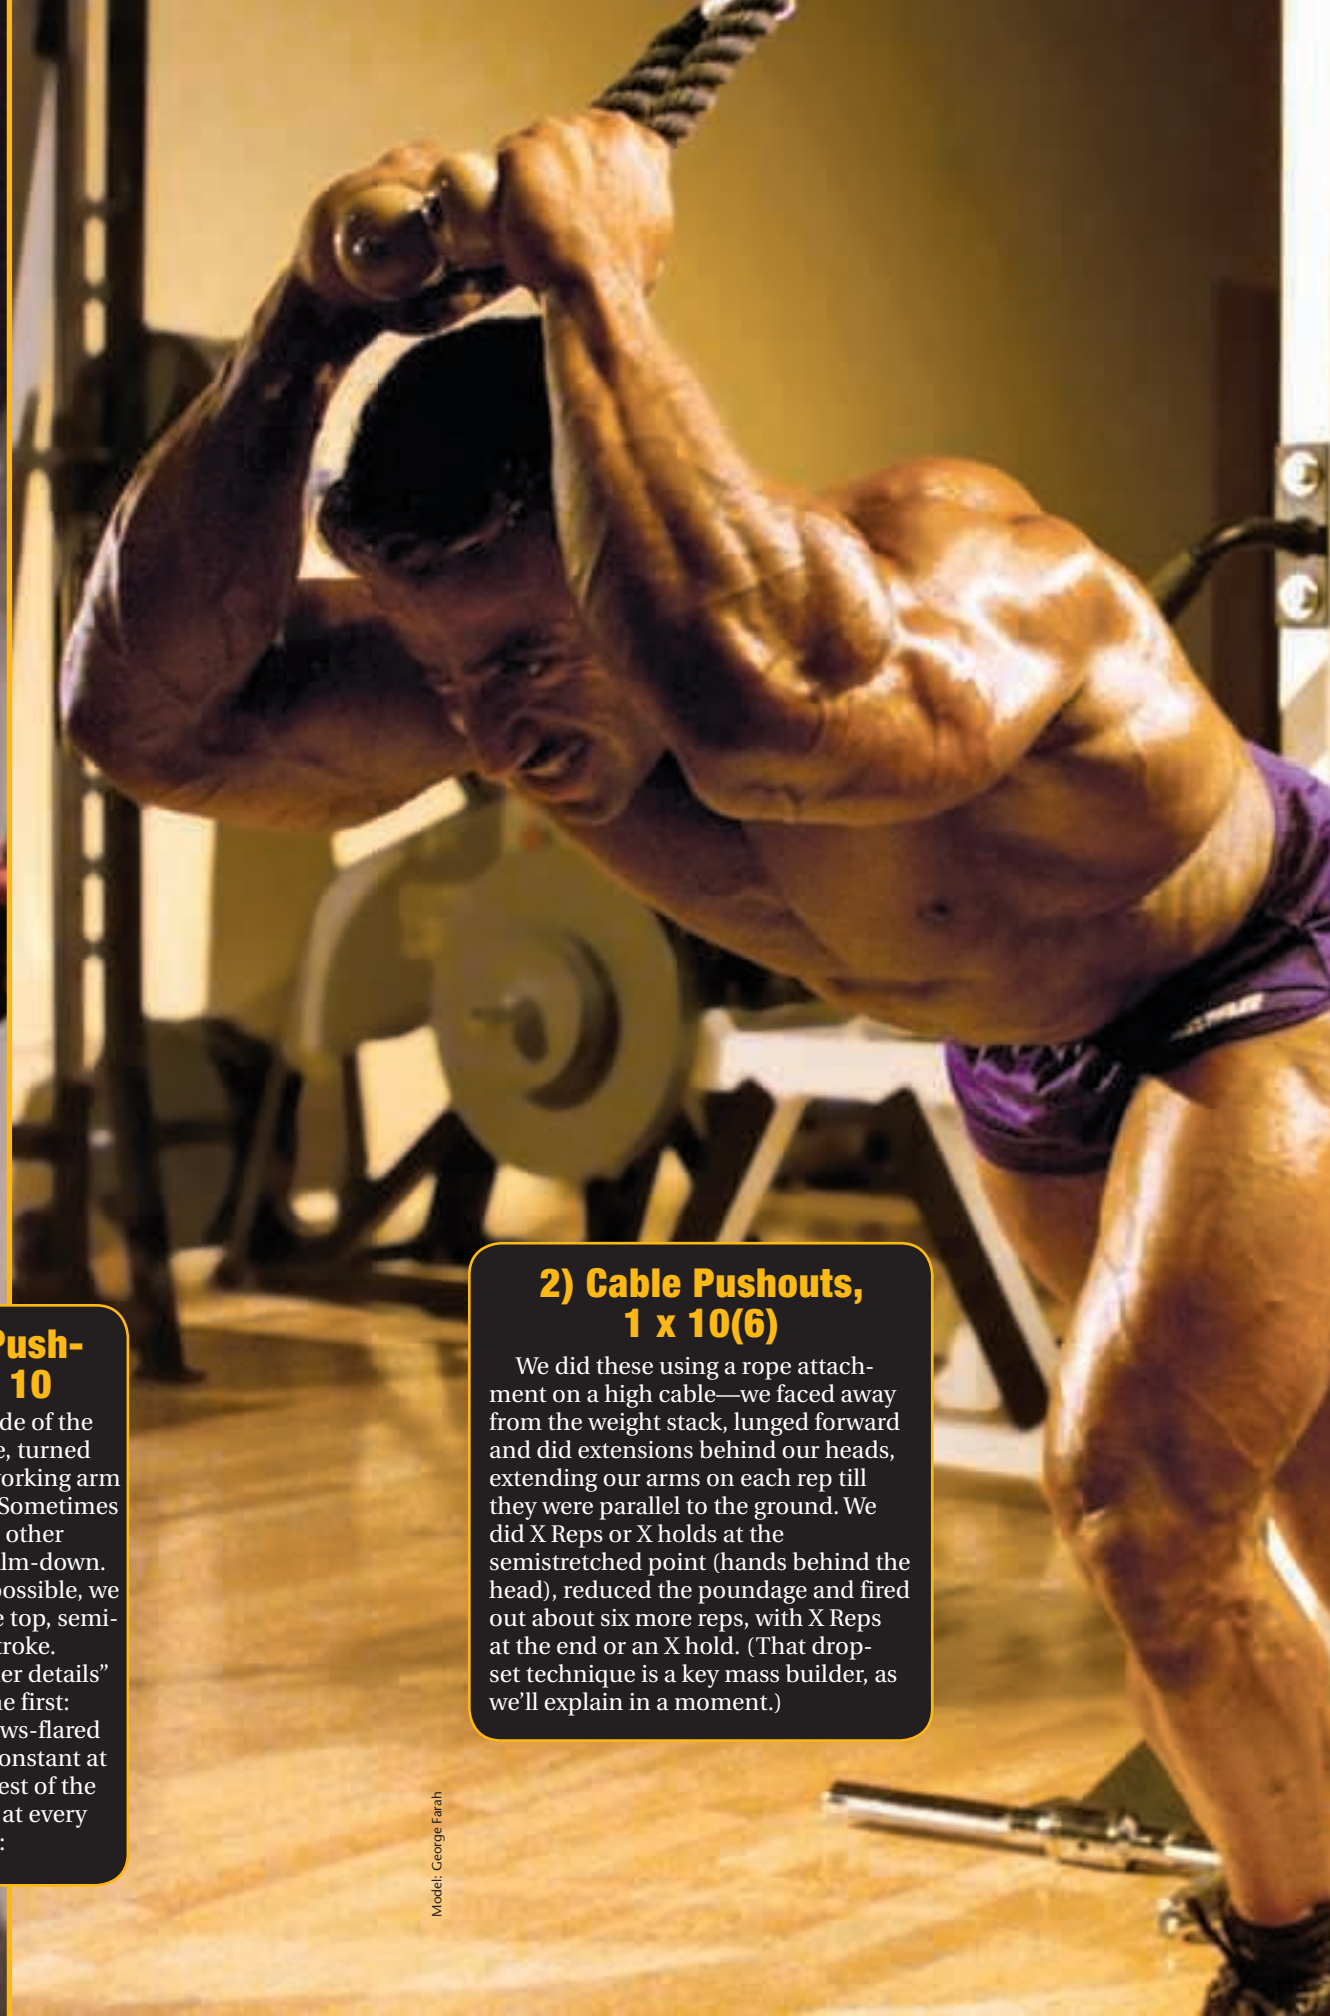 Push-
10
de of the
e, turned
working arm
Sometimes
other
lm-down.
possible, we
e top, semi-
troke.
er details”
e first:
ws-flared
onstant at
est of the
at every
:
2) Cable Pushouts,
1 x 10(6)
We did these using a rope attach-
ment on a high cable—we faced away
from the weight stack, lunged forward
and did extensions behind our heads,
extending our arms on each rep till
they were parallel to the ground. We
did X Reps or X holds at the
semistretched point (hands behind the
head), reduced the poundage and fired
out about six more reps, with X Reps
at the end or an X hold. (That drop-
set technique is a key mass builder, as
we’ll explain in a moment.)
Model: George Farah